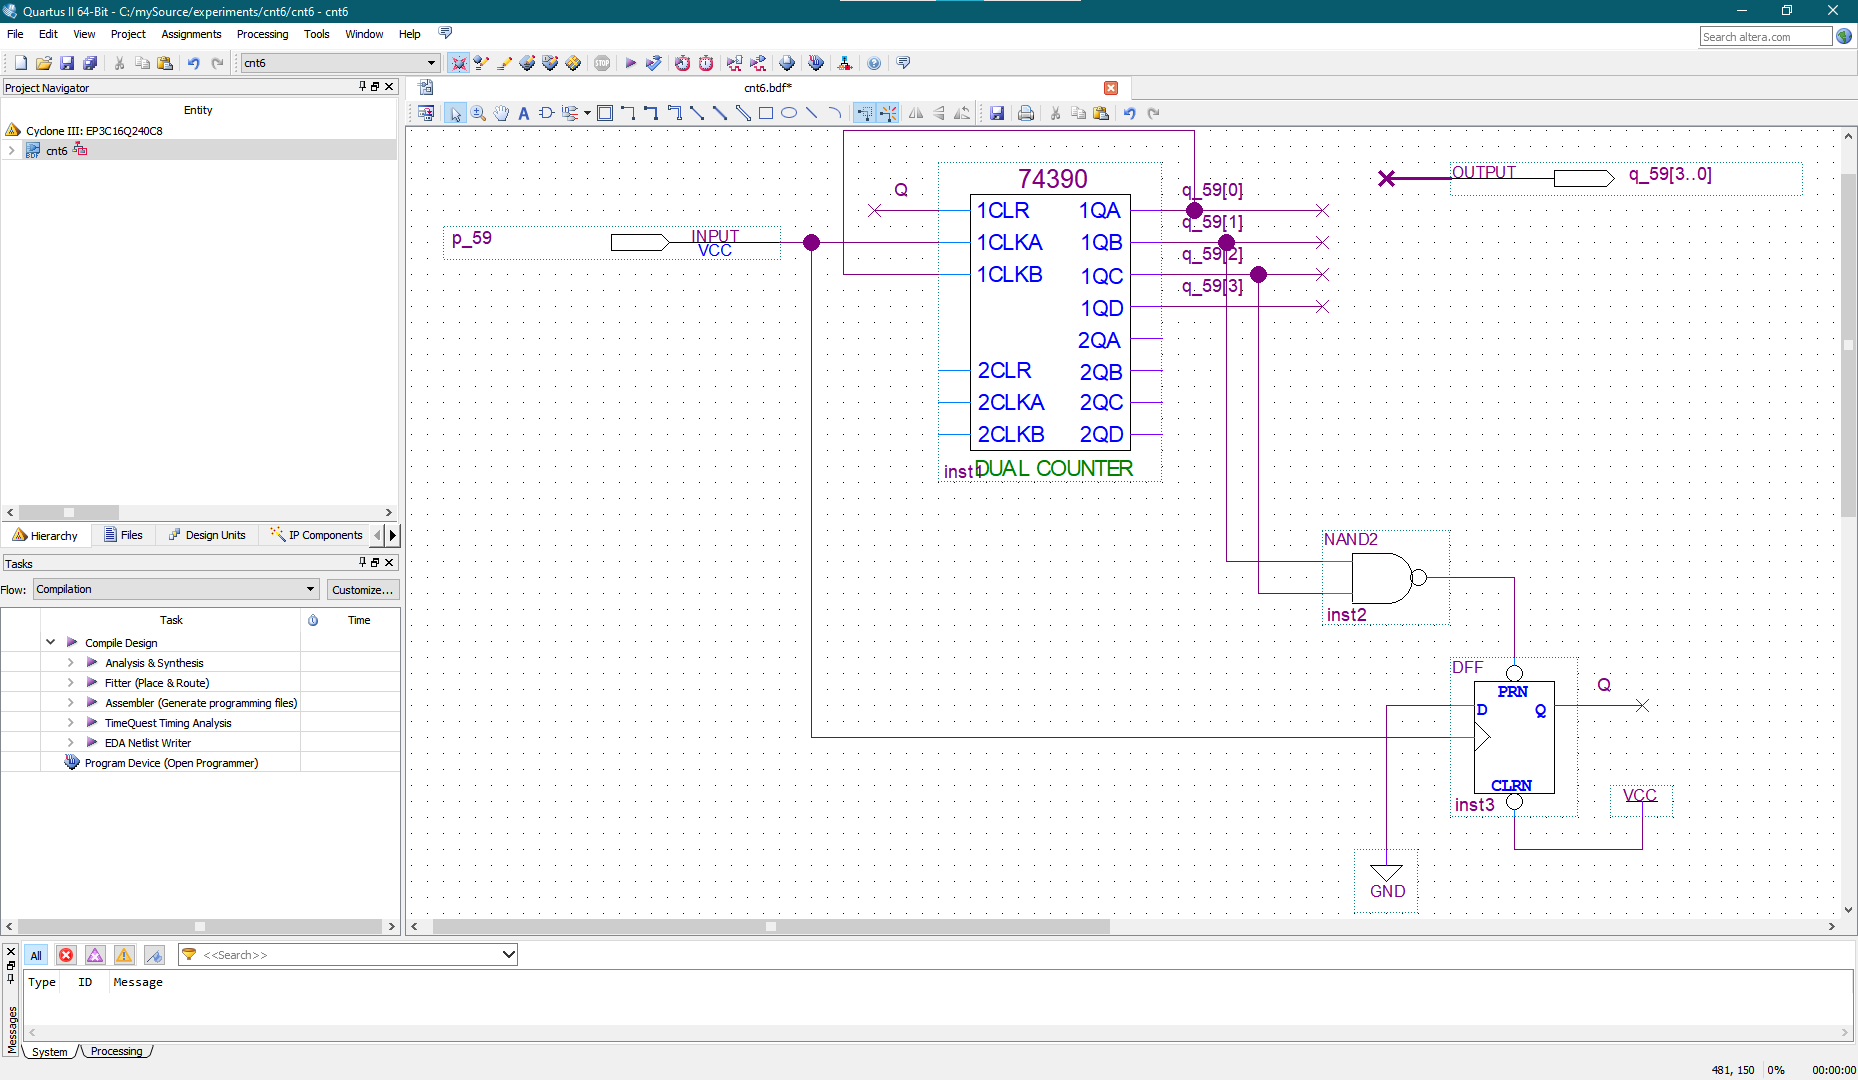 Quartus II 64-Bit - C:/mySource/experiments/cnt6/cnt6 - cnt6
File Edit View Project Assignments Processing Tools Window Help
Search altera.com
cnt6
Project Navigator
Entity
Cyclone III: EP3C16Q240C8
cnt6
Hierarchy Files Design Units IP Components
Tasks
Flow: Compilation Customize...
Task Time
Compile Design
Analysis & Synthesis
Fitter (Place & Route)
Assembler (Generate programming files)
TimeQuest Timing Analysis
EDA Netlist Writer
Program Device (Open Programmer)
cnt6.bdf*
74390
Q
q_59[0]
OUTPUT q_59[3..0]
1CLR 1QA
q_59[1]
p_59 INPUT
VCC
1CLKA 1QB
q_59[2]
1CLKB 1QC
q_59[3]
1QD
2QA
2CLR 2QB
2CLKA 2QC
2CLKB 2QD
inst1 DUAL COUNTER
NAND2
inst2
DFF
PRN
D Q
Q
CLRN
inst3
VCC
GND
All <<Search>>
Type ID Message
Messages
System Processing
481, 150 0% 00:00:00